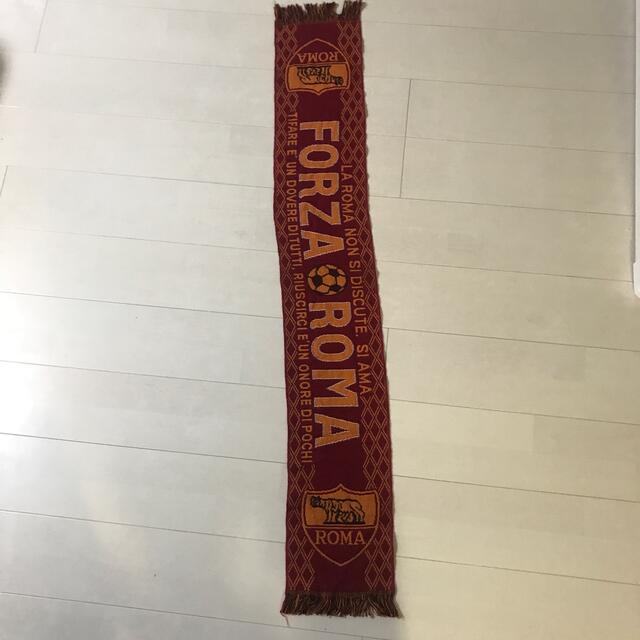 ROMA
LA ROMA NON SI DISCUTE, SI AMA
FORZA ROMA
TIFARE E' UN DOVERE DI TUTTI, RIUSCIRCI E' UN ONORE DI POCHI
ROMA